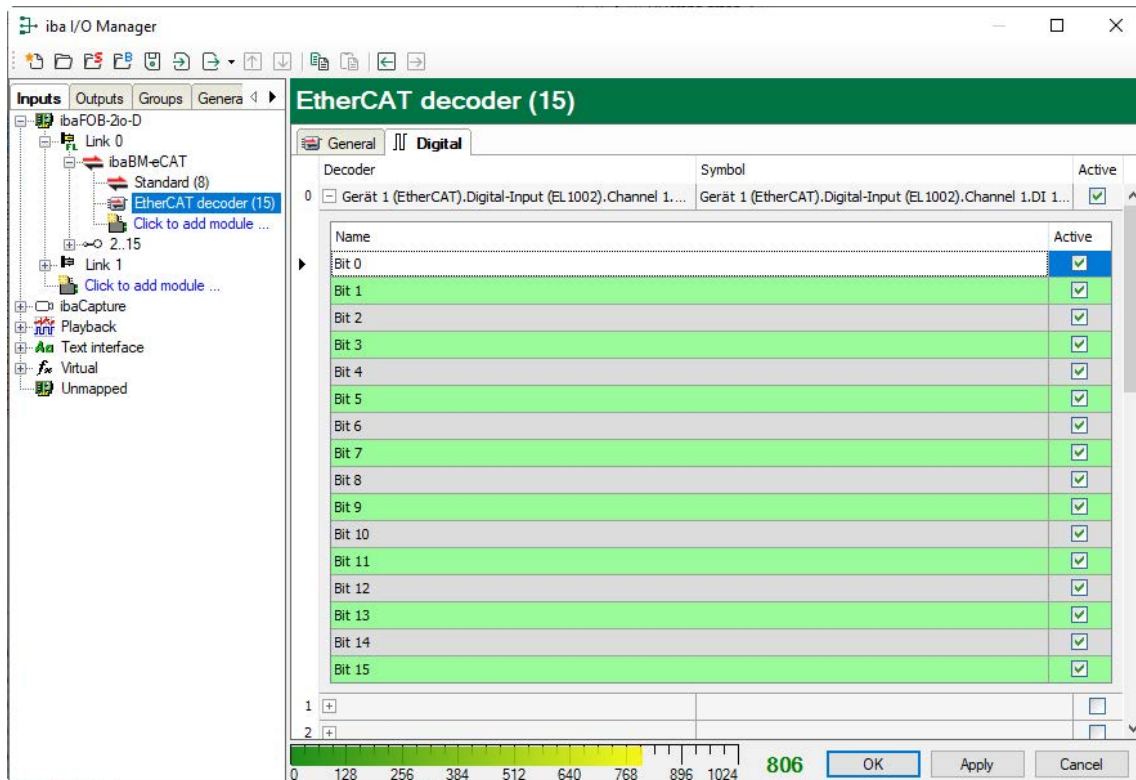 iba I/O Manager
Inputs Outputs Groups Genera
ibaFOB-2io-D
Link 0
ibaBM-eCAT
Standard (8)
EtherCAT decoder (15)
Click to add module ...
2..15
Link 1
Click to add module ...
ibaCapture
Playback
Text interface
Virtual
Unmapped
EtherCAT decoder (15)
General Digital
Decoder Symbol Active
0 Gerät 1 (EtherCAT).Digital-Input (EL1002).Channel 1.... Gerät 1 (EtherCAT).Digital-Input (EL1002).Channel 1.DI 1...
Name Active
Bit 0
Bit 1
Bit 2
Bit 3
Bit 4
Bit 5
Bit 6
Bit 7
Bit 8
Bit 9
Bit 10
Bit 11
Bit 12
Bit 13
Bit 14
Bit 15
1
2
0 128 256 384 512 640 768 896 1024 806 OK Apply Cancel